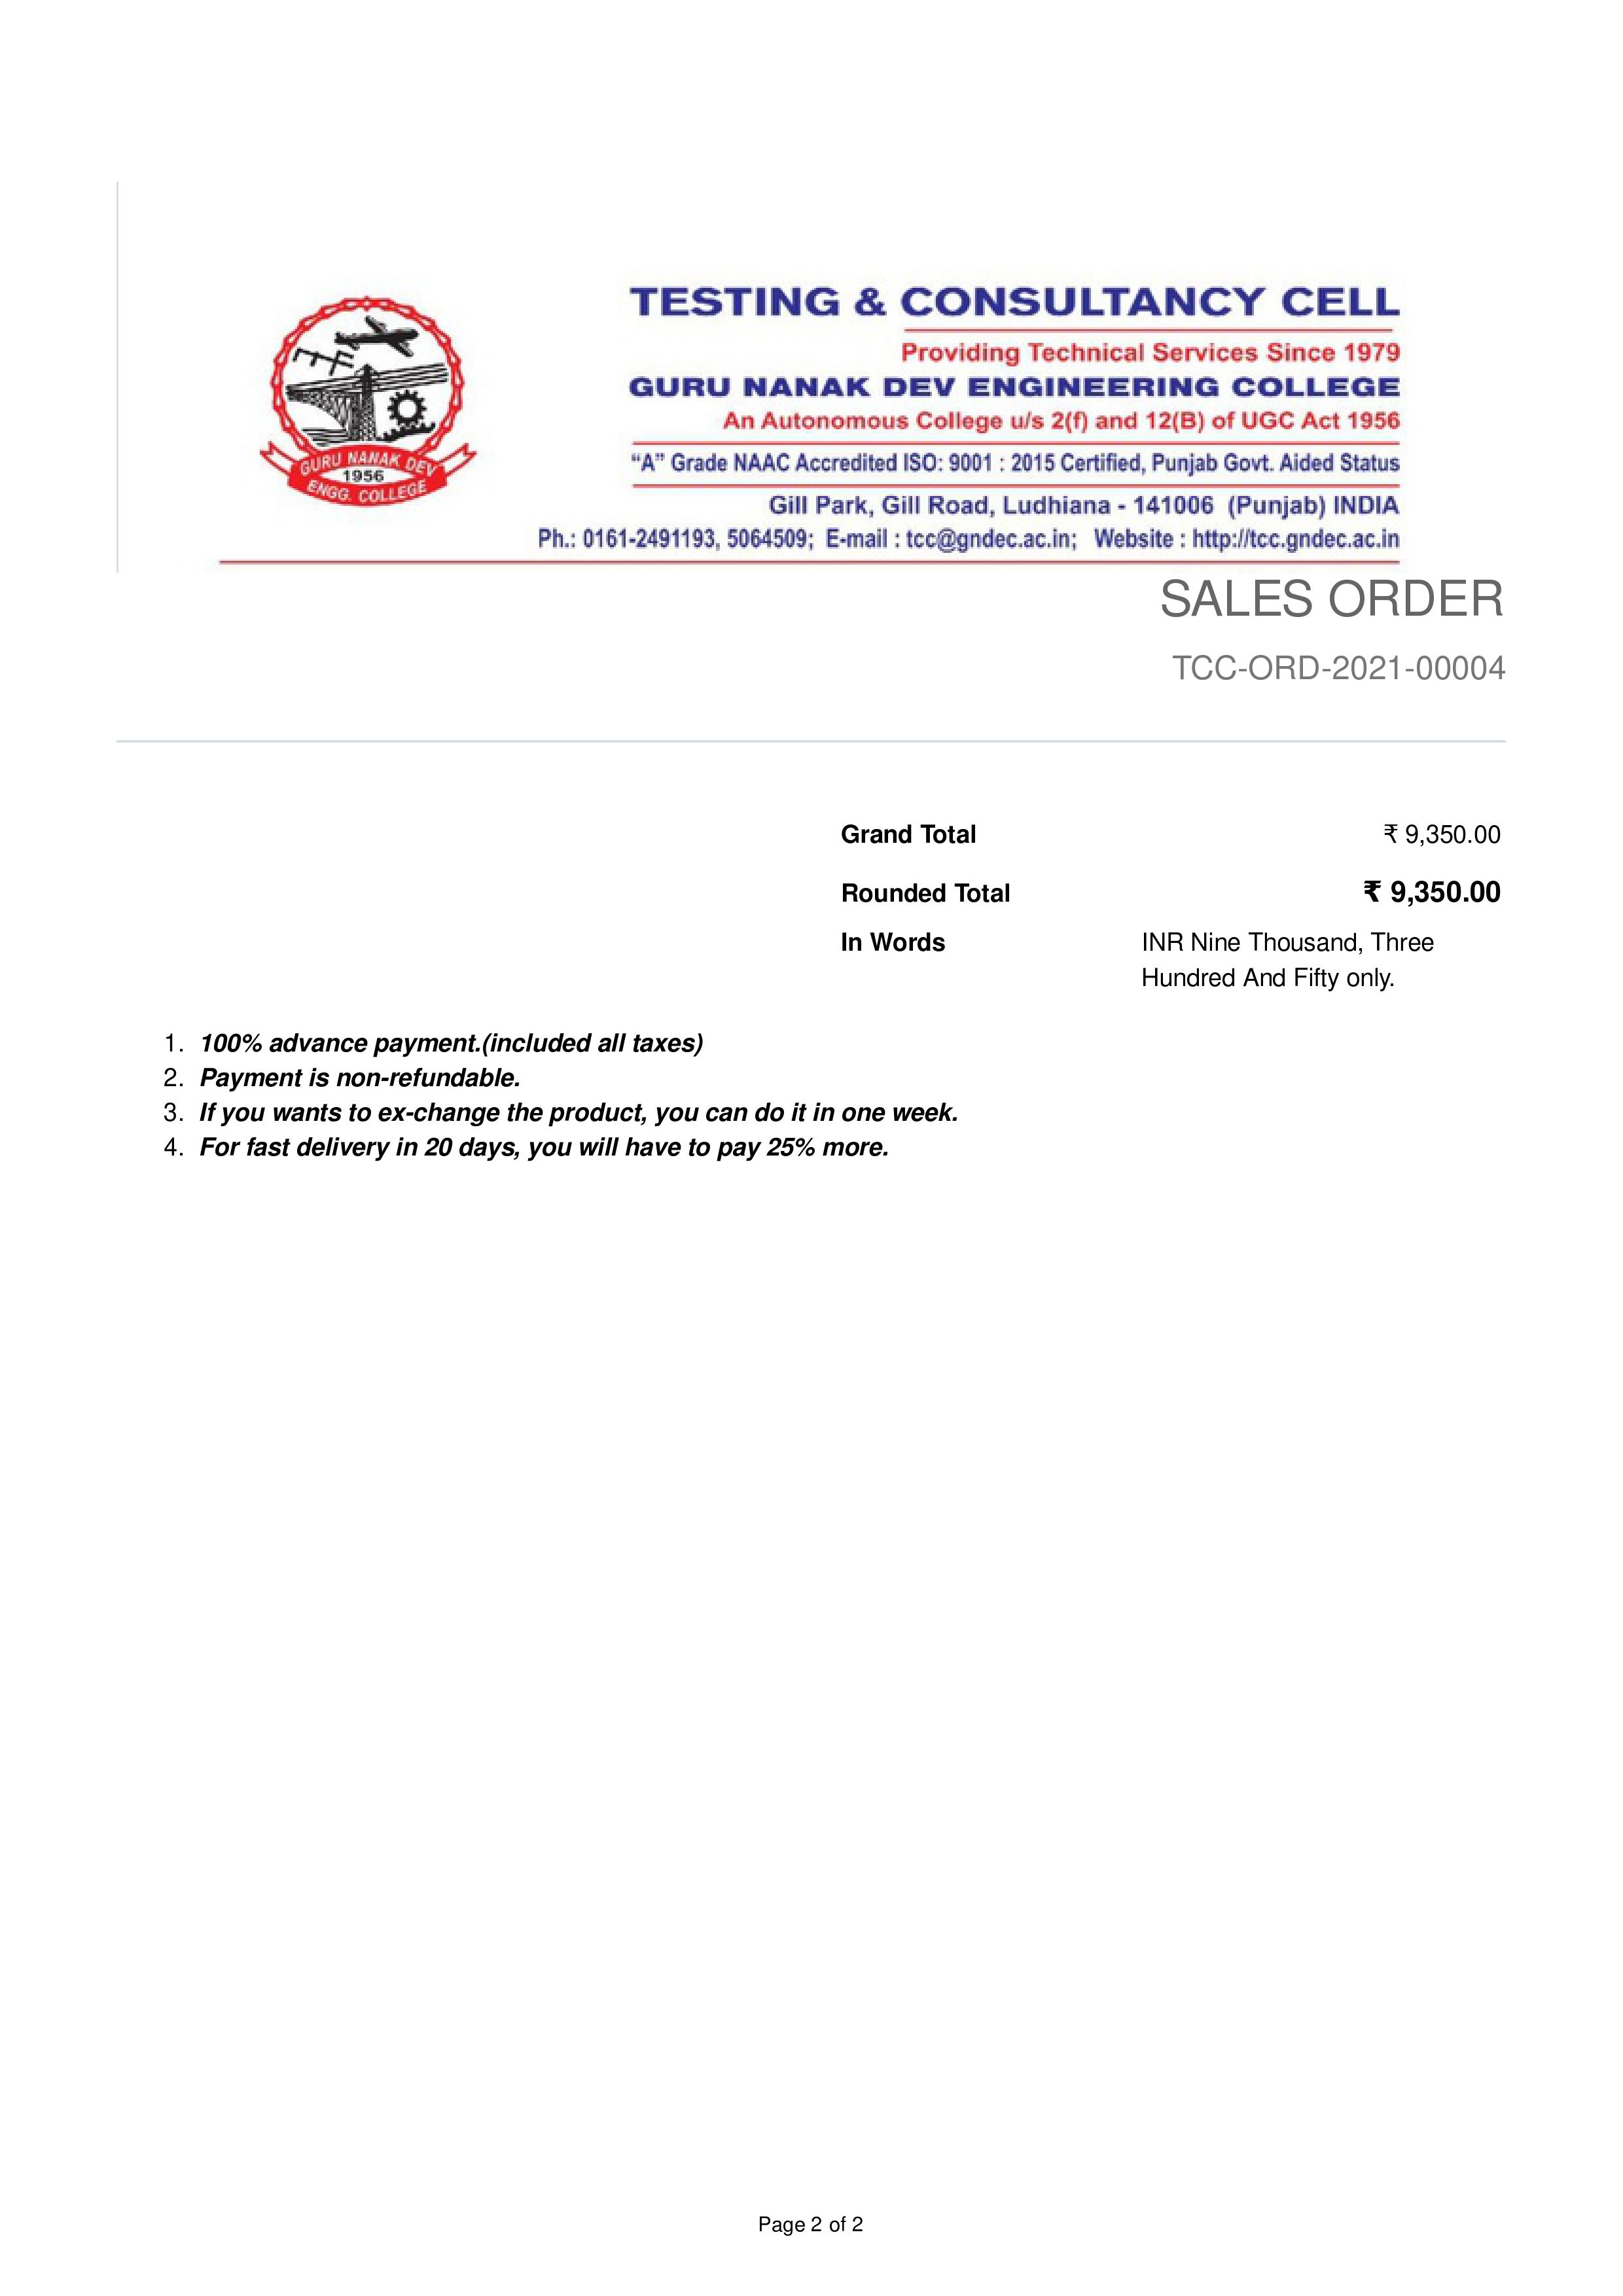 TESTING & CONSULTANCY CELL
Providing Technical Services Since 1979
GURU NANAK DEV ENGINEERING COLLEGE
An Autonomous College u/s 2(f) and 12(B) of UGC Act 1956
“A” Grade NAAC Accredited ISO: 9001 : 2015 Certified, Punjab Govt. Aided Status
Gill Park, Gill Road, Ludhiana - 141006 (Punjab) INDIA
Ph.: 0161-2491193, 5064509; E-mail : tcc@gndec.ac.in; Website : http://tcc.gndec.ac.in
GURU NANAK DEV
1956
ENGG. COLLEGE
SALES ORDER
TCC-ORD-2021-00004
Grand Total ₹ 9,350.00
Rounded Total ₹ 9,350.00
In Words INR Nine Thousand, Three
Hundred And Fifty only.
1. 100% advance payment.(included all taxes)
2. Payment is non-refundable.
3. If you wants to ex-change the product, you can do it in one week.
4. For fast delivery in 20 days, you will have to pay 25% more.
Page 2 of 2